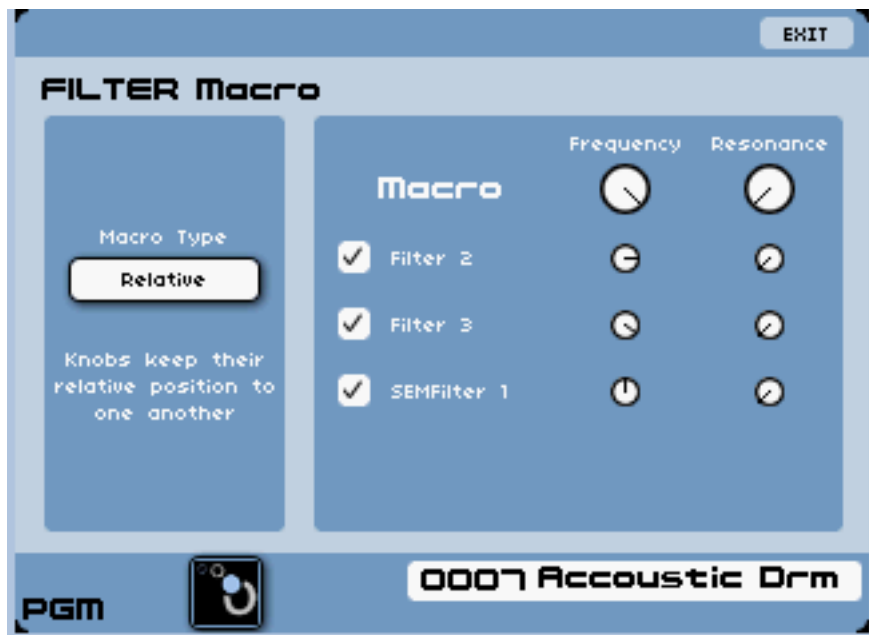 EXIT
FILTER Macro
Frequency Resonance
Macro
Macro Type
Relative
Knobs keep their
relative position to
one another
Filter 2
Filter 3
SEMFilter 1
PGM
0007 Accoustic Drm